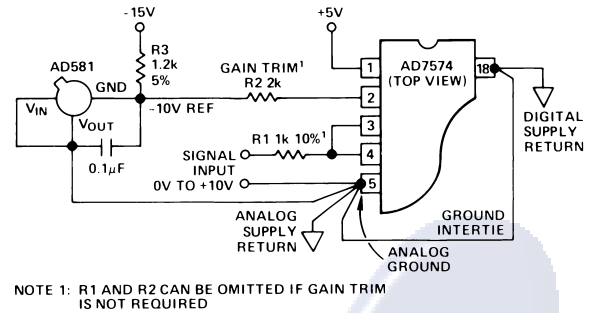 -15V
+5V
AD581
R3
1.2k
5%
GND
VIN
VOUT
0.1µF
-10V REF
GAIN TRIM¹
R2 2k
R1 1k 10%¹
SIGNAL
INPUT
0V TO +10V
1
2
3
4
5
AD7574
(TOP VIEW)
18
DIGITAL
SUPPLY
RETURN
ANALOG
SUPPLY
RETURN
GROUND
INTERTIE
ANALOG
GROUND
NOTE 1: R1 AND R2 CAN BE OMITTED IF GAIN TRIM
IS NOT REQUIRED